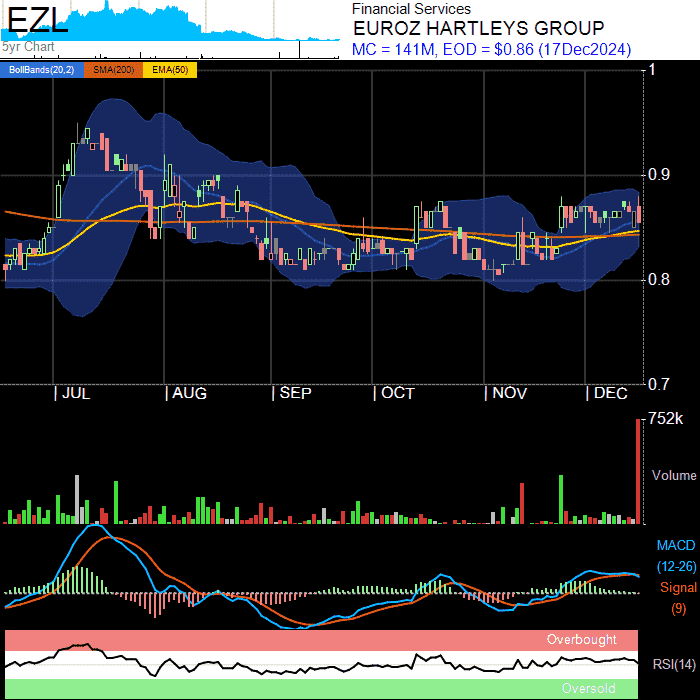 EZL
5yr Chart
Financial Services
EUROZ HARTLEYS GROUP
MC = 141M, EOD = $0.86 (17Dec2024)
BollBands(20,2) SMA(200) EMA(50)
1
0.9
0.8
0.7
JUL AUG SEP OCT NOV DEC
752k
Volume
MACD
(12-26)
Signal
(9)
Overbought
RSI(14)
Oversold